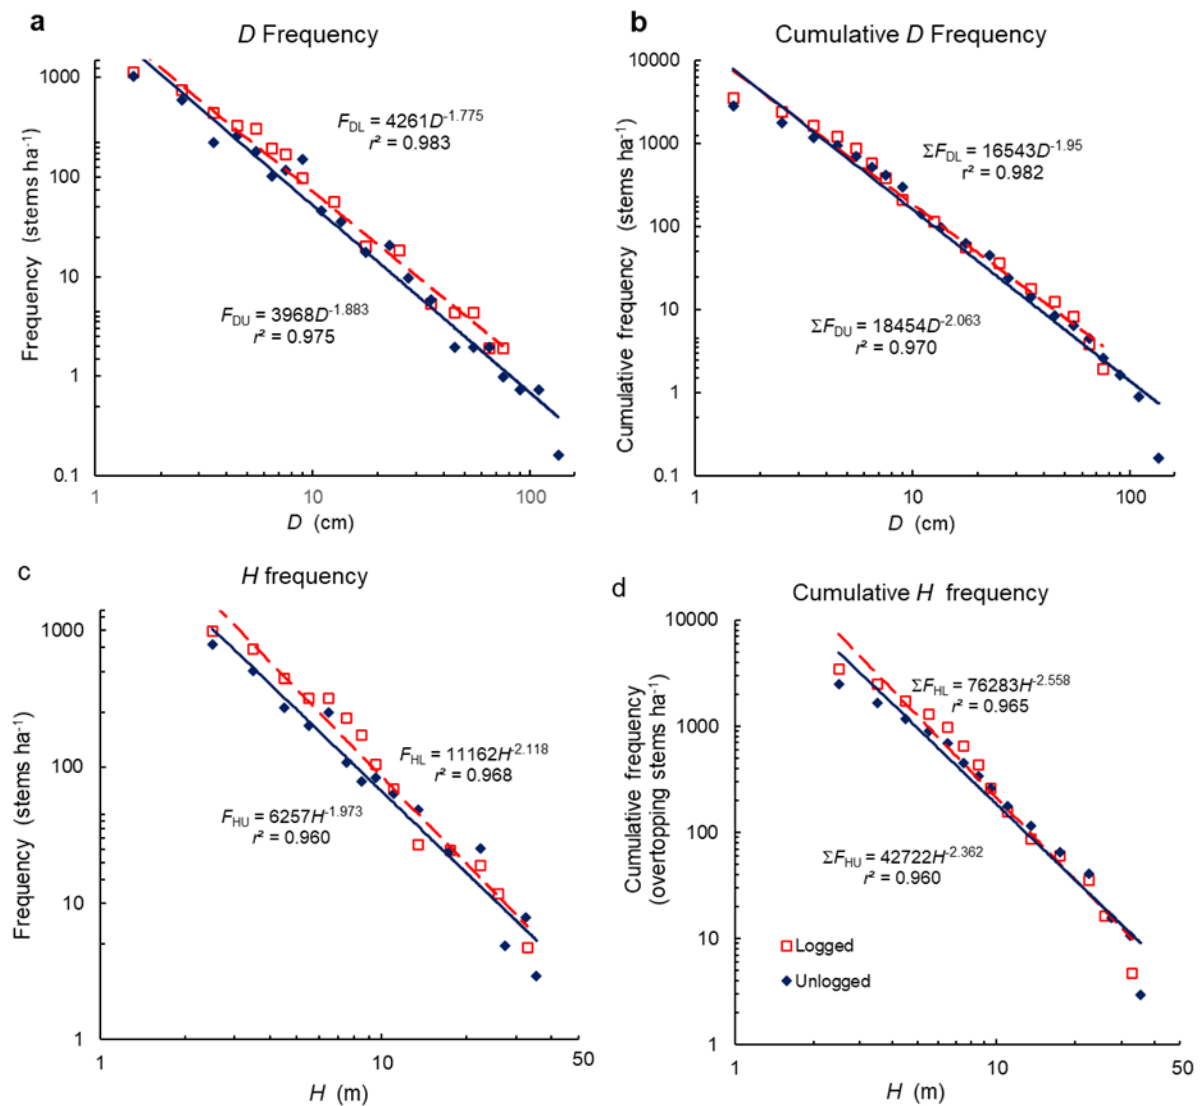 a
D Frequency
Frequency (stems ha⁻¹)
1000
100
10
1
0.1
F_DL = 4261D^-1.775
r² = 0.983
F_DU = 3968D^-1.883
r² = 0.975
1 10 100
D (cm)
b
Cumulative D Frequency
Cumulative frequency (stems ha⁻¹)
10000
1000
100
10
1
0.1
ΣF_DL = 16543D^-1.95
r² = 0.982
ΣF_DU = 18454D^-2.063
r² = 0.970
1 10 100
D (cm)
c
H frequency
Frequency (stems ha⁻¹)
1000
100
10
1
F_HL = 11162H^-2.118
r² = 0.968
F_HU = 6257H^-1.973
r² = 0.960
1 10 50
H (m)
d
Cumulative H frequency
Cumulative frequency
(overtopping stems ha⁻¹)
10000
1000
100
10
1
ΣF_HL = 76283H^-2.558
r² = 0.965
ΣF_HU = 42722H^-2.362
r² = 0.960
Logged
Unlogged
1 10 50
H (m)